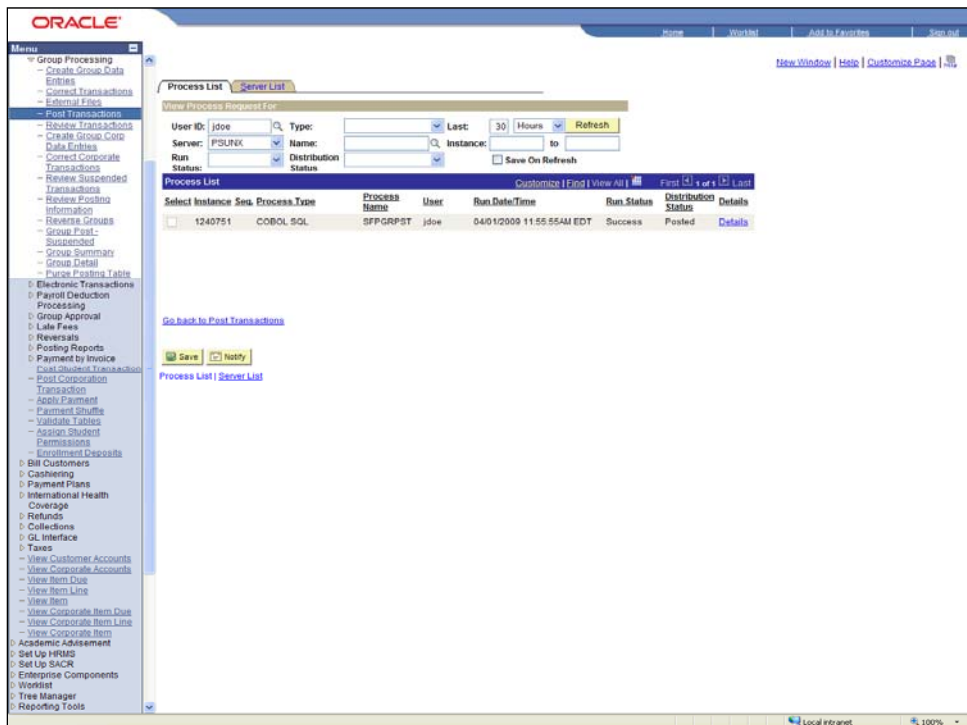 ORACLE
Home | Worklist | Add to Favorites | Sign out
Menu
Group Processing
– Create Group Data
Entries
– Correct Transactions
– External Files
– Post Transactions
– Review Transactions
– Create Group Corp
Data Entries
– Correct Corporate
Transactions
– Review Suspended
Transactions
– Review Posting
Information
– Reverse Groups
– Group Post -
Suspended
– Group Summary
– Group Detail
– Purge Posting Table
Electronic Transactions
Payroll Deduction
Processing
Group Approval
Late Fees
Reversals
Posting Reports
Payment by Invoice
Post Student Transaction
– Post Corporation
Transaction
– Apply Payment
– Payment Shuffle
– Validate Tables
– Assign Student
Permissions
– Enrollment Deposits
Bill Customers
Cashiering
Payment Plans
International Health
Coverage
Refunds
Collections
GL Interface
Taxes
– View Customer Accounts
– View Corporate Accounts
– View Item Due
– View Item Line
– View Item
– View Corporate Item Due
– View Corporate Item Line
– View Corporate Item
Academic Advisement
Set Up HRMS
Set Up SACR
Enterprise Components
Worklist
Tree Manager
Reporting Tools
New Window | Help | Customize Page |
Process List Server List
View Process Request For
User ID: jdoe Type: Last: 30 Hours Refresh
Server: PSUNX Name: Instance: to
Run Status: Distribution Status Save On Refresh
Process List Customize | Find | View All | First 1 of 1 Last
Select Instance Seq. Process Type Process Name User Run Date/Time Run Status Distribution Status Details
1240751 COBOL SQL SFPGRPST jdoe 04/01/2009 11:55:55AM EDT Success Posted Details
Go back to Post Transactions
Save Notify
Process List | Server List
Local intranet 100%